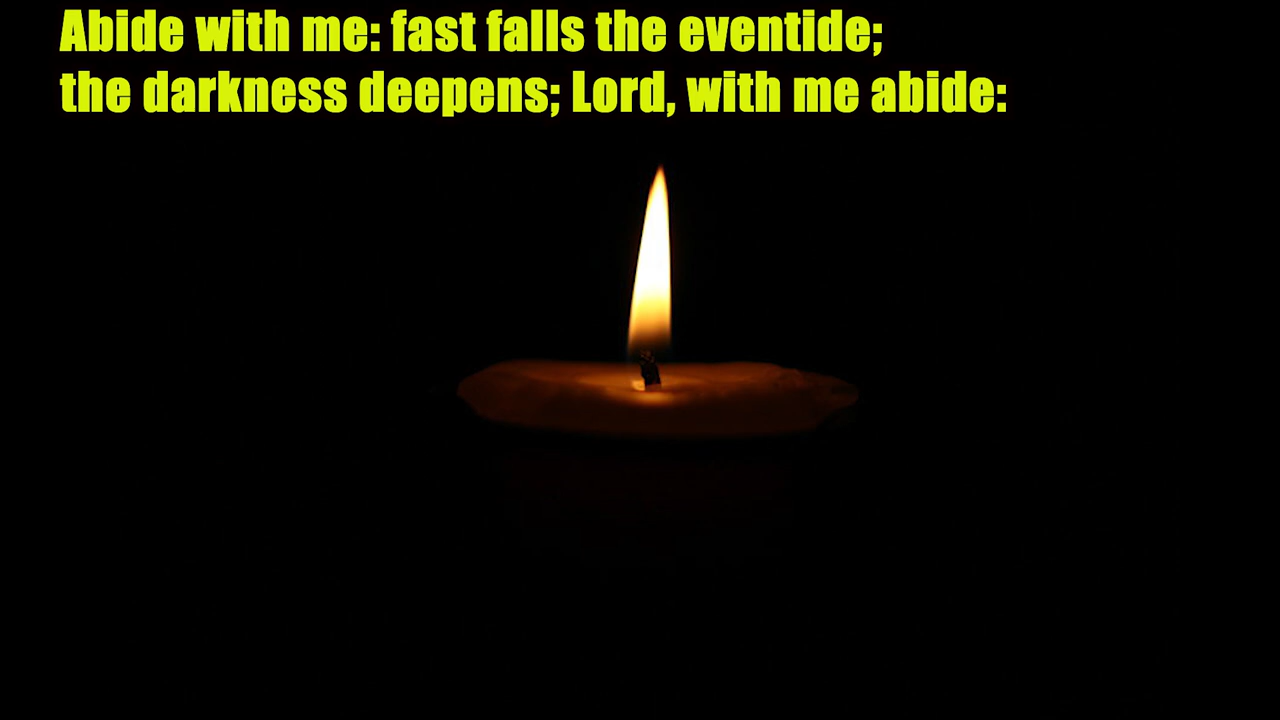 Abide with me: fast falls the eventide;
the darkness deepens; Lord, with me abide: